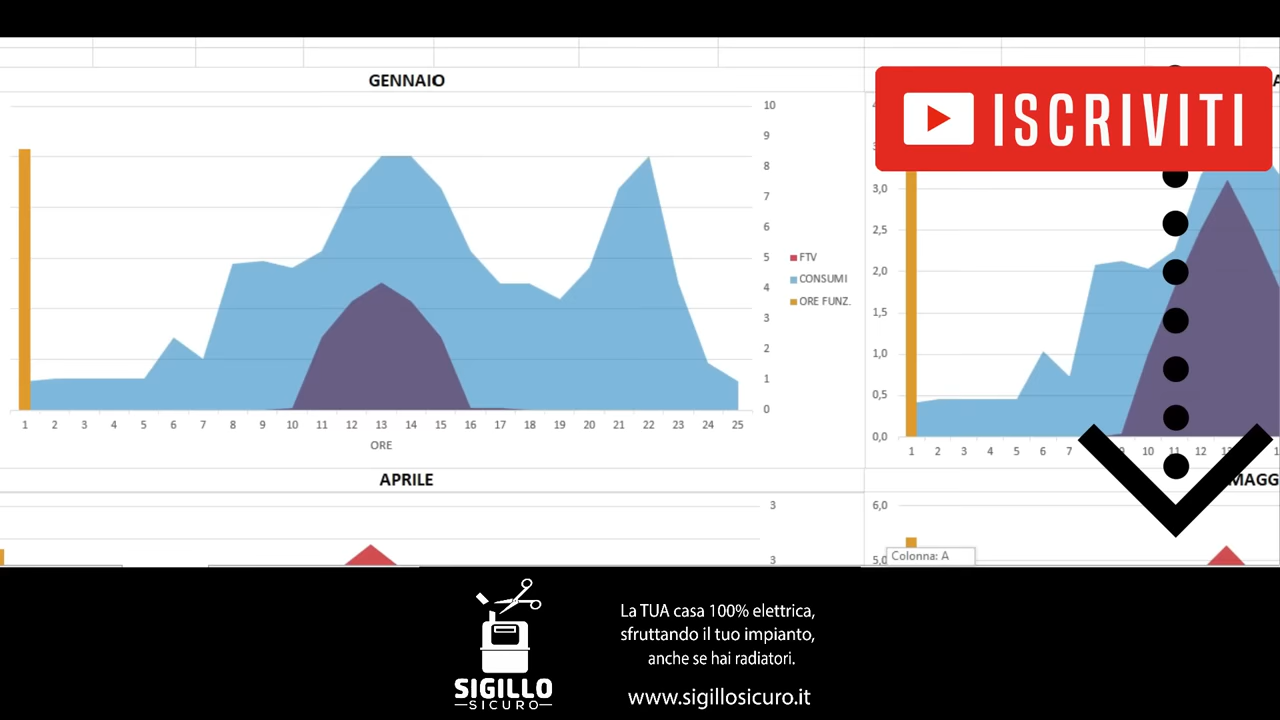 GENNAIO
10
9
8
7
6
5
4
3
2
1
0
1 2 3 4 5 6 7 8 9 10 11 12 13 14 15 16 17 18 19 20 21 22 23 24 25
ORE
FTV
CONSUMI
ORE FUNZ.
ISCRIVITI
3,0
2,5
2,0
1,5
1,0
0,5
0,0
1 2 3 4 5 6 7 9 10 11 12
APRILE
3
3
MAGG
6,0
5,0
Colonna: A
SIGILLO
SICURO
La TUA casa 100% elettrica,
sfruttando il tuo impianto,
anche se hai radiatori.
www.sigillosicuro.it